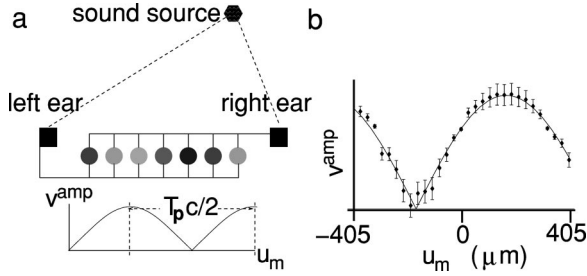 a
sound source
left ear
right ear
v^amp
T_p c/2
u_m
b
v^amp
-405
0
405
u_m (μm)